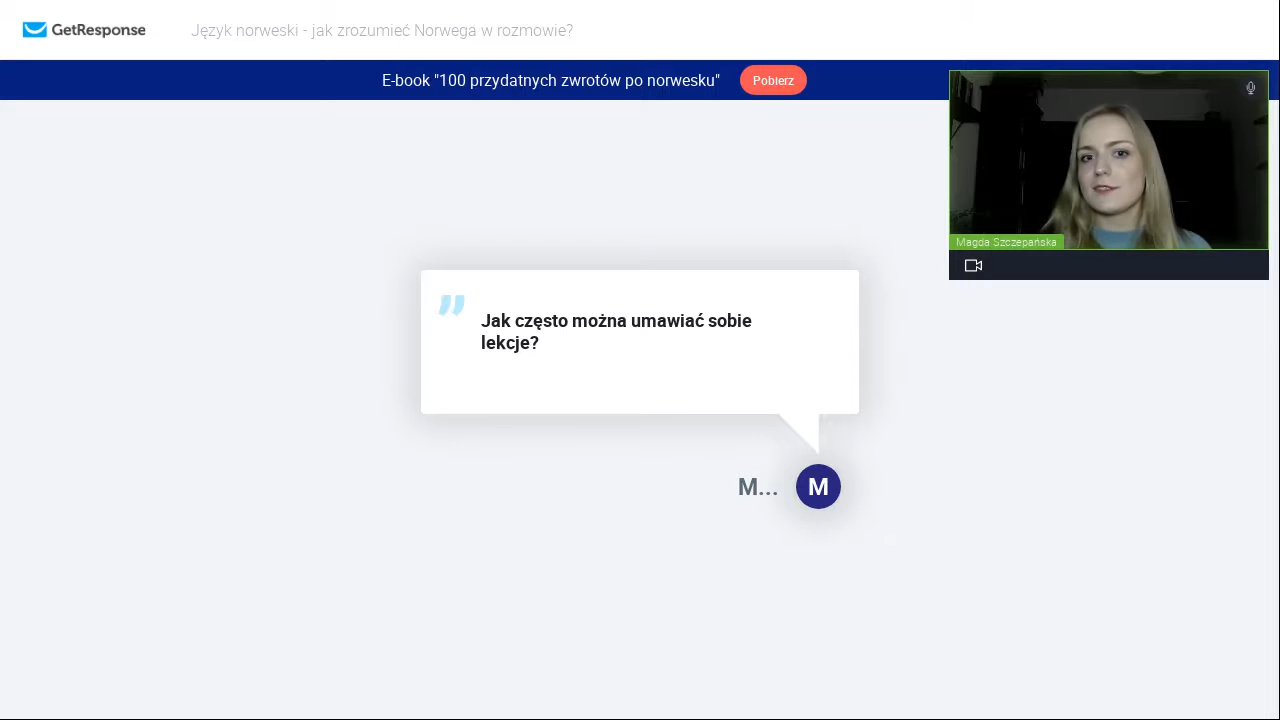 GetResponse
Język norweski - jak zrozumieć Norwega w rozmowie?
E-book "100 przydatnych zwrotów po norwesku"
Pobierz
Magda Szczepańska
” Jak często można umawiać sobie
lekcje?
M...
M